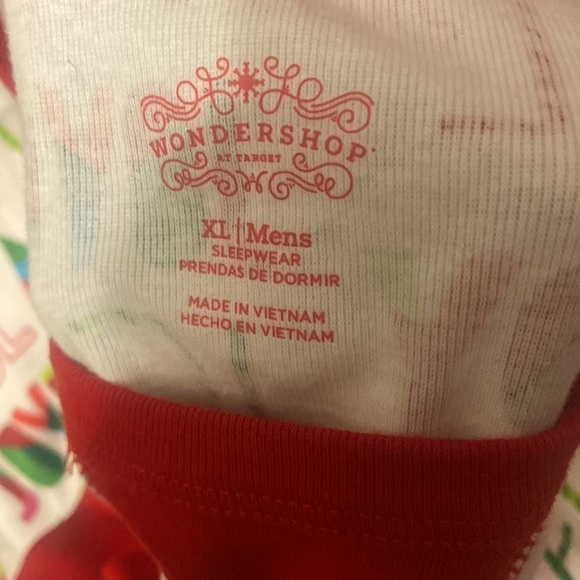 WONDERSHOP
AT TARGET
XL | Mens
SLEEPWEAR
PRENDAS DE DORMIR
MADE IN VIETNAM
HECHO EN VIETNAM